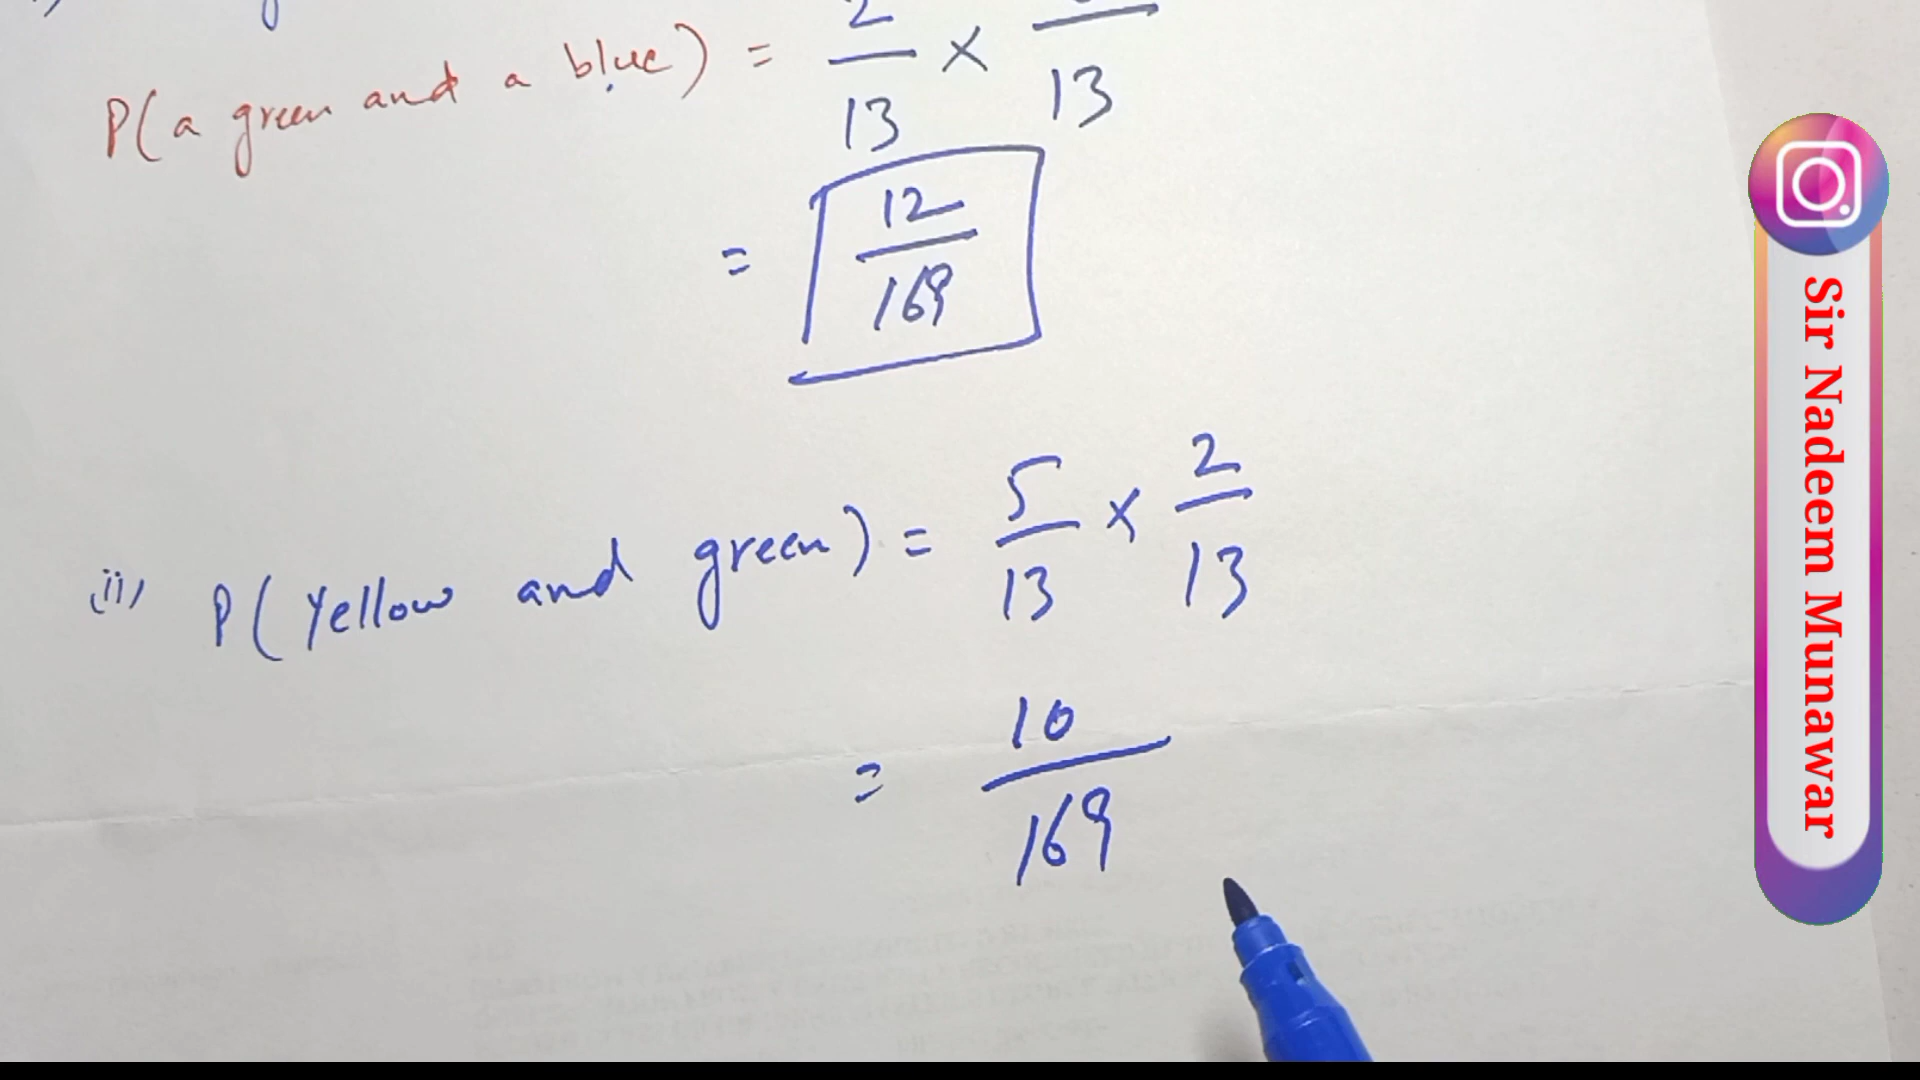 P(a green and a blue) = 2/13 × /13
= 12/169
(ii) P(Yellow and green) = 5/13 × 2/13
= 10/169
Sir Nadeem Munawar